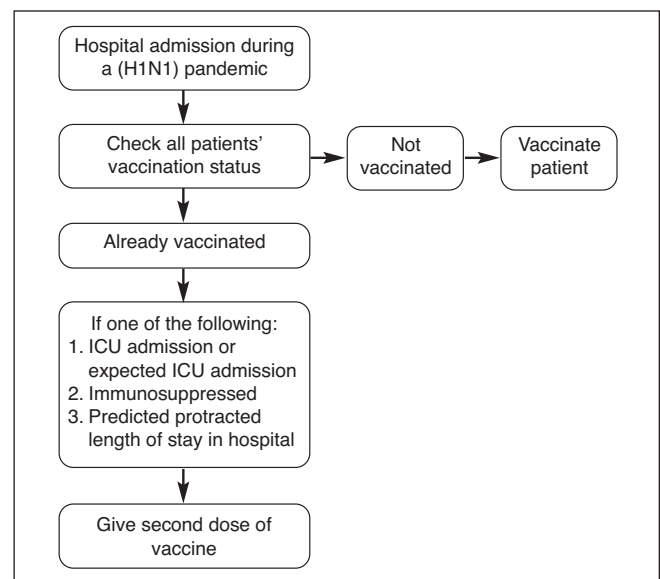 Hospital admission during
a (H1N1) pandemic
Check all patients’
vaccination status
Not
vaccinated
Vaccinate
patient
Already vaccinated
If one of the following:
1. ICU admission or
expected ICU admission
2. Immunosuppressed
3. Predicted protracted
length of stay in hospital
Give second dose of
vaccine